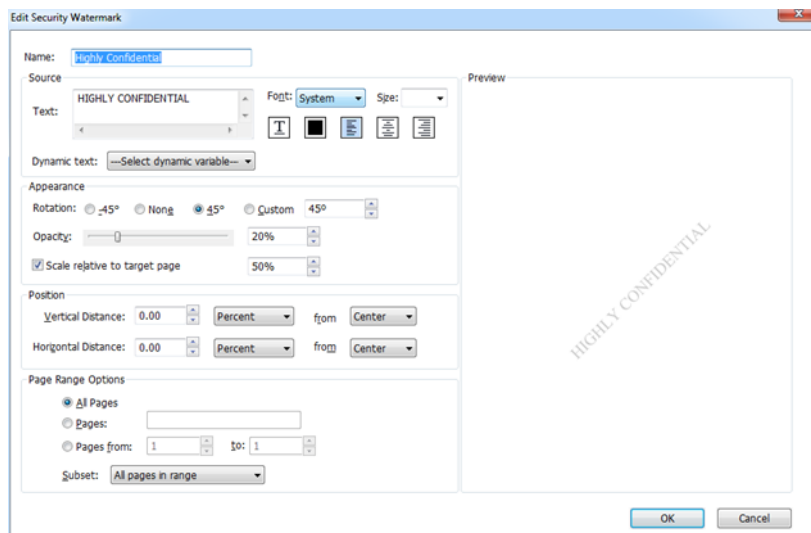 Edit Security Watermark
Name: Highly Confidential
Source
Text: HIGHLY CONFIDENTIAL
Font: System Size:
T
Dynamic text: ---Select dynamic variable---
Appearance
Rotation: -45° None 45° Custom 45°
Opacity: 20%
Scale relative to target page 50%
Position
Vertical Distance: 0.00 Percent from Center
Horizontal Distance: 0.00 Percent from Center
Page Range Options
All Pages
Pages:
Pages from: 1 to: 1
Subset: All pages in range
Preview
HIGHLY CONFIDENTIAL
OK Cancel